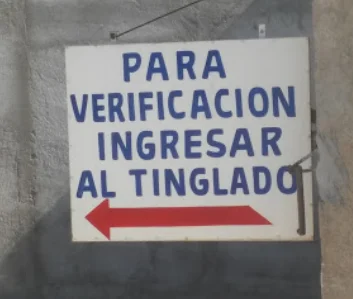 PARA
VERIFICACION
INGRESAR
AL TINGLADO